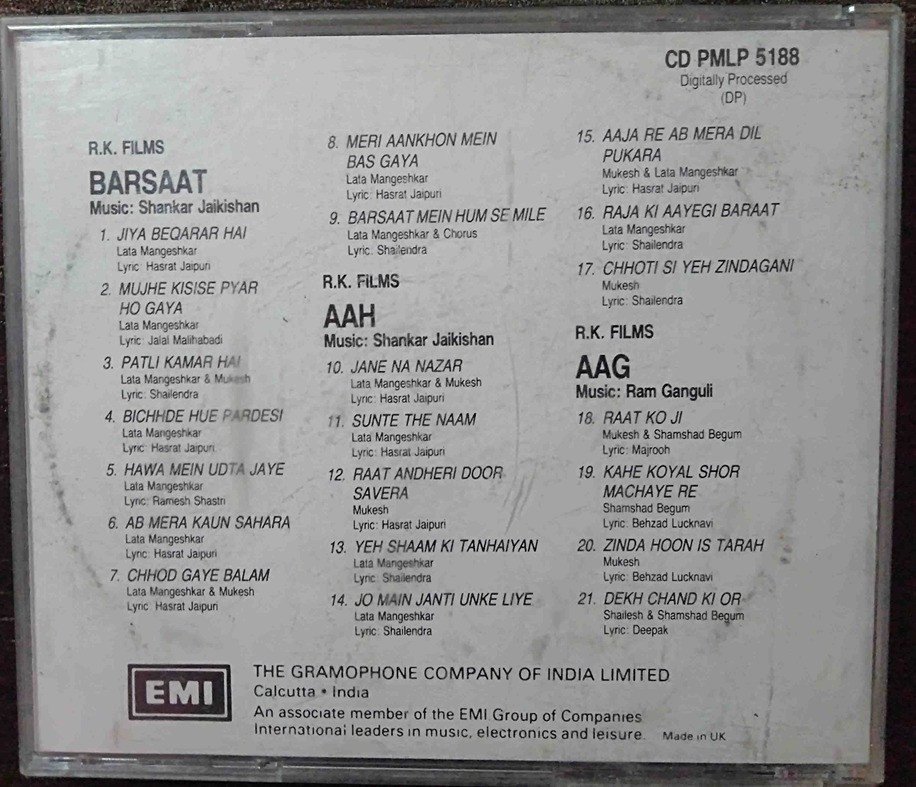 CD PMLP 5188
Digitally Processed
(DP)
R.K. FILMS
BARSAAT
Music: Shankar Jaikishan
1. JIYA BEQARAR HAI
Lata Mangeshkar
Lyric: Hasrat Jaipuri
2. MUJHE KISISE PYAR
HO GAYA
Lata Mangeshkar
Lyric: Jalal Malihabadi
3. PATLI KAMAR HAI
Lata Mangeshkar & Mukesh
Lyric: Shailendra
4. BICHHDE HUE PARDESI
Lata Mangeshkar
Lyric: Hasrat Jaipuri
5. HAWA MEIN UDTA JAYE
Lata Mangeshkar
Lyric: Ramesh Shastri
6. AB MERA KAUN SAHARA
Lata Mangeshkar
Lyric: Hasrat Jaipuri
7. CHHOD GAYE BALAM
Lata Mangeshkar & Mukesh
Lyric: Hasrat Jaipuri
8. MERI AANKHON MEIN
BAS GAYA
Lata Mangeshkar
Lyric: Hasrat Jaipuri
9. BARSAAT MEIN HUM SE MILE
Lata Mangeshkar & Chorus
Lyric: Shailendra
R.K. FILMS
AAH
Music: Shankar Jaikishan
10. JANE NA NAZAR
Lata Mangeshkar & Mukesh
Lyric: Hasrat Jaipuri
11. SUNTE THE NAAM
Lata Mangeshkar
Lyric: Hasrat Jaipuri
12. RAAT ANDHERI DOOR
SAVERA
Mukesh
Lyric: Hasrat Jaipuri
13. YEH SHAAM KI TANHAIYAN
Lata Mangeshkar
Lyric: Shailendra
14. JO MAIN JANTI UNKE LIYE
Lata Mangeshkar
Lyric: Shailendra
15. AAJA RE AB MERA DIL
PUKARA
Mukesh & Lata Mangeshkar
Lyric: Hasrat Jaipuri
16. RAJA KI AAYEGI BARAAT
Lata Mangeshkar
Lyric: Shailendra
17. CHHOTI SI YEH ZINDAGANI
Mukesh
Lyric: Shailendra
R.K. FILMS
AAG
Music: Ram Ganguli
18. RAAT KO JI
Mukesh & Shamshad Begum
Lyric: Majrooh
19. KAHE KOYAL SHOR
MACHAYE RE
Shamshad Begum
Lyric: Behzad Lucknavi
20. ZINDA HOON IS TARAH
Mukesh
Lyric: Behzad Lucknavi
21. DEKH CHAND KI OR
Shailesh & Shamshad Begum
Lyric: Deepak
EMI
THE GRAMOPHONE COMPANY OF INDIA LIMITED
Calcutta • India
An associate member of the EMI Group of Companies
International leaders in music, electronics and leisure. Made in UK